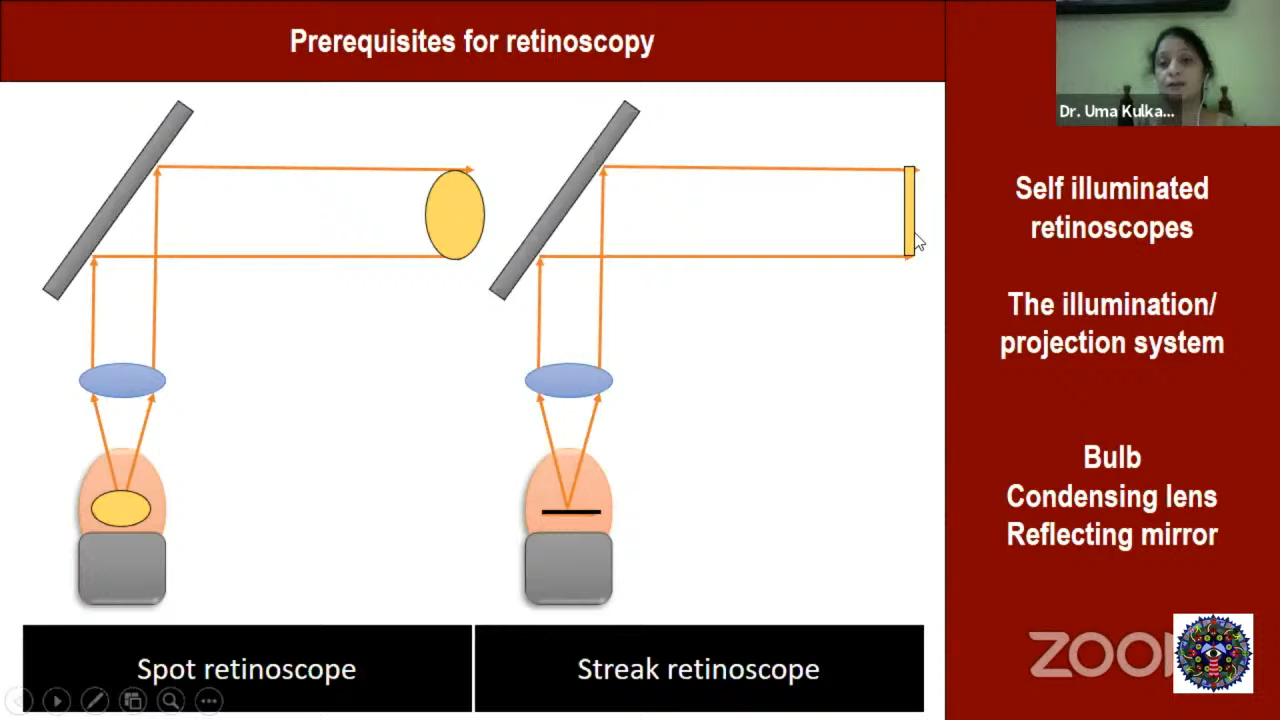 Prerequisites for retinoscopy
Dr. Uma Kulka...
Self illuminated
retinoscopes
The illumination/
projection system
Bulb
Condensing lens
Reflecting mirror
Spot retinoscope
Streak retinoscope